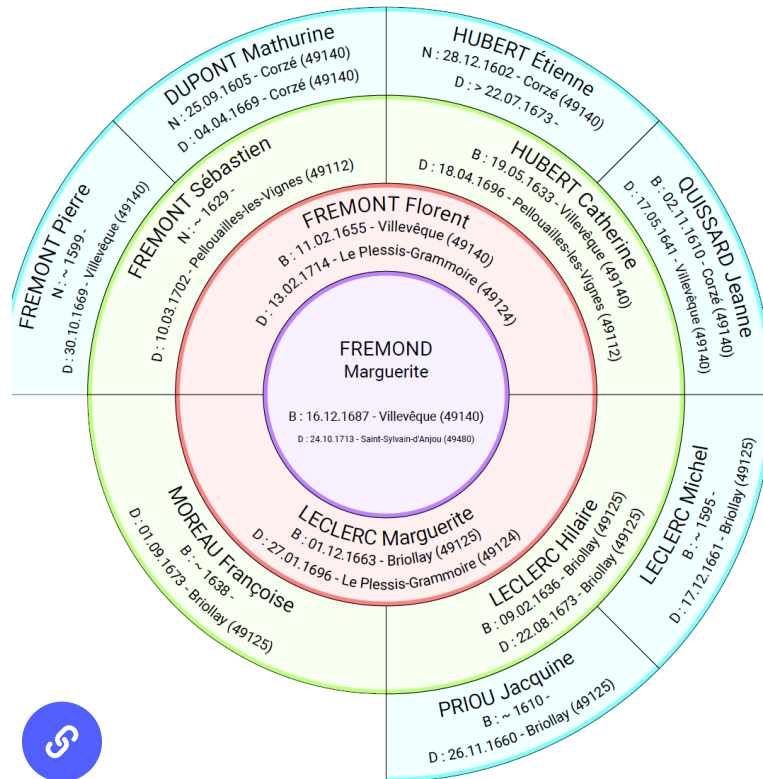 FREMOND
Marguerite
B : 16.12.1687 - Villevêque (49140)
D : 24.10.1713 - Saint-Sylvain-d'Anjou (49480)
FREMONT Florent
B : 11.02.1655 - Villevêque (49140)
D : 13.02.1714 - Le Plessis-Grammoire (49124)
LECLERC Marguerite
B : 01.12.1663 - Briollay (49125)
D : 27.01.1696 - Le Plessis-Grammoire (49124)
FREMONT Sébastien
N : ~ 1629 -
D : 10.03.1702 - Pellouailles-les-Vignes (49112)
HUBERT Catherine
B : 19.05.1633 - Villevêque (49140)
D : 18.04.1696 - Pellouailles-les-Vignes (49112)
LECLERC Hilaire
B : 09.02.1636 - Briollay (49125)
D : 22.08.1673 - Briollay (49125)
MOREAU Françoise
B : ~ 1638 -
D : 01.09.1673 - Briollay (49125)
FREMONT Pierre
N : ~ 1599 -
D : 30.10.1669 - Villevêque (49140)
DUPONT Mathurine
N : 25.09.1605 - Corzé (49140)
D : 04.04.1669 - Corzé (49140)
HUBERT Étienne
N : 28.12.1602 - Corzé (49140)
D : > 22.07.1673 -
QUISSARD Jeanne
B : 02.11.1610 - Corzé (49140)
D : 17.05.1641 - Villevêque (49140)
LECLERC Michel
B : ~ 1595 -
D : 17.12.1661 - Briollay (49125)
PRIOU Jacquine
B : ~ 1610 -
D : 26.11.1660 - Briollay (49125)